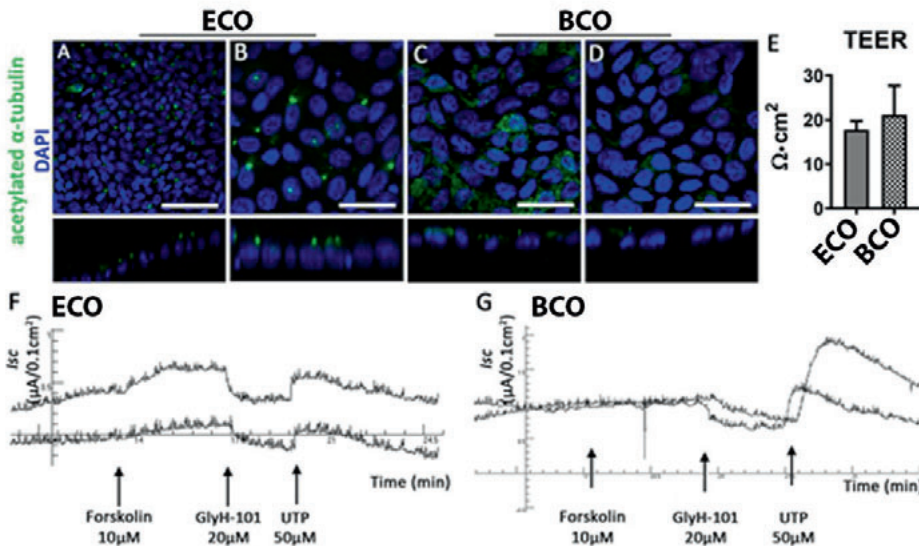 ECO
BCO
A
B
C
D
acetylated α-tubulin
DAPI
E
TEER
Ω•cm²
30
20
10
0
ECO
BCO
F ECO
Isc
(μA/0.1cm²)
Time (min)
Forskolin
10μM
GlyH-101
20μM
UTP
50μM
G BCO
Isc
(μA/0.1cm²)
Time (min)
Forskolin
10μM
GlyH-101
20μM
UTP
50μM